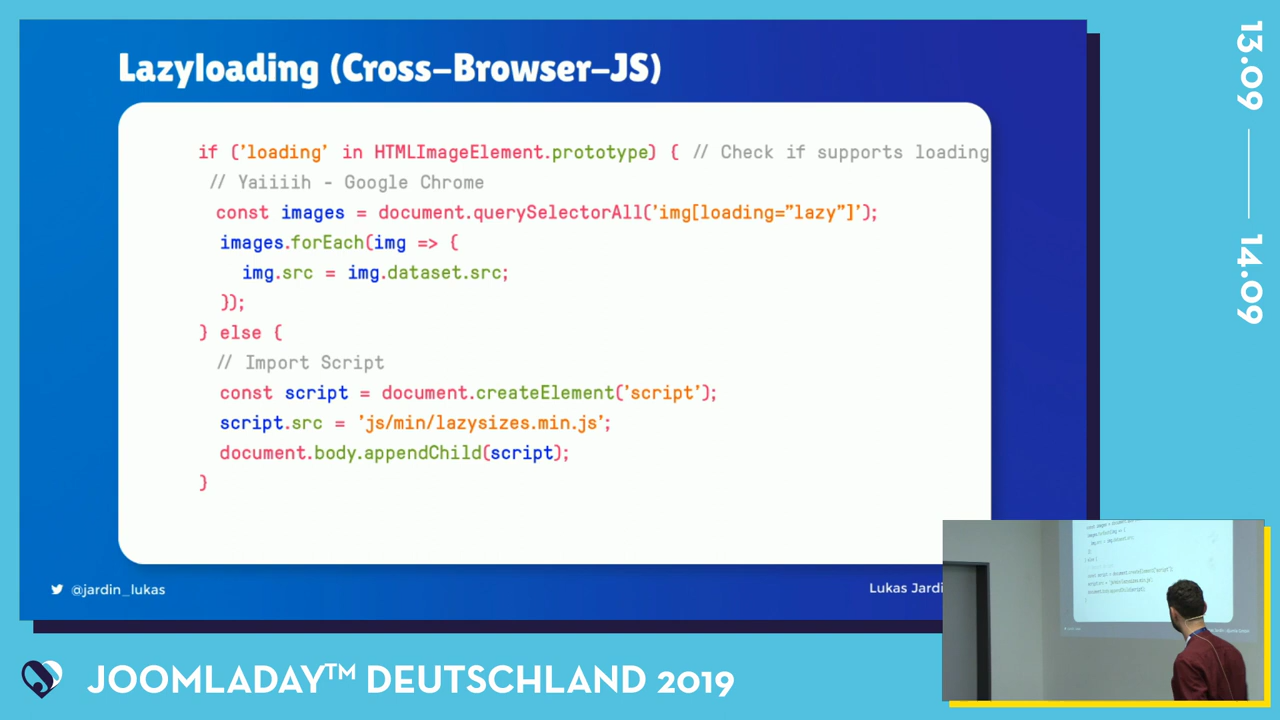 Lazyloading (Cross-Browser-JS)
if ('loading' in HTMLImageElement.prototype) { // Check if supports loading
// Yaiiiih - Google Chrome
const images = document.querySelectorAll('img[loading="lazy"]');
images.forEach(img => {
img.src = img.dataset.src;
});
} else {
// Import Script
const script = document.createElement('script');
script.src = 'js/min/lazysizes.min.js';
document.body.appendChild(script);
}
@jardin_lukas
Lukas Jardi
13.09
14.09
JOOMLADAY™ DEUTSCHLAND 2019